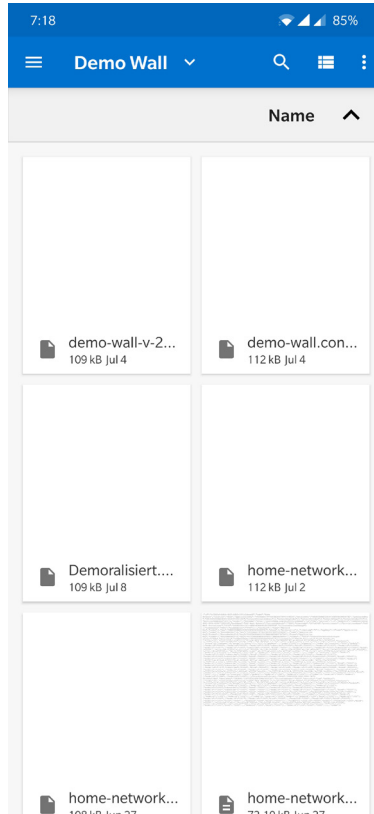 7:18
85%
Demo Wall
Name
demo-wall-v-2...
109 kB Jul 4
demo-wall.con...
112 kB Jul 4
Demoralisiert....
109 kB Jul 8
home-network...
112 kB Jul 2
home-network...
home-network...